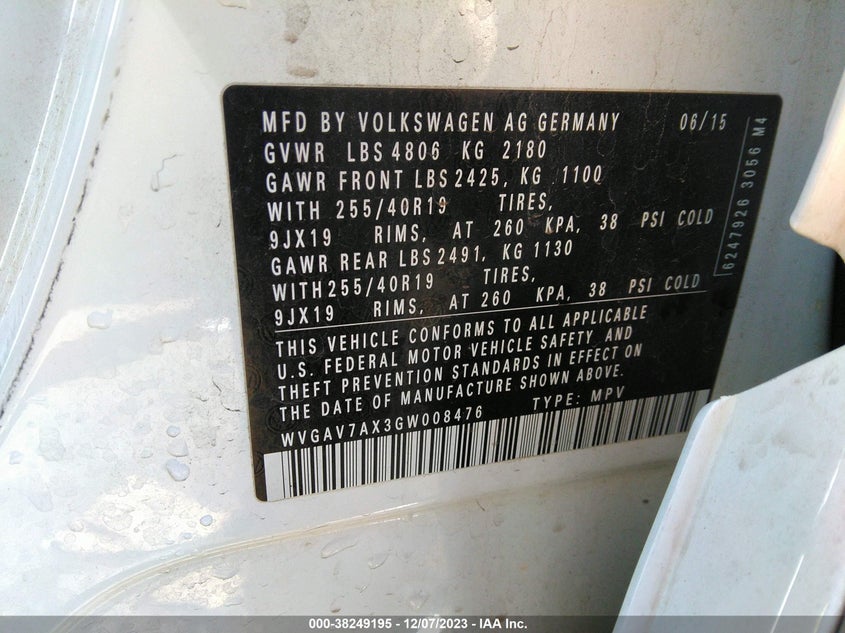 MFD BY VOLKSWAGEN AG GERMANY 06/15
GVWR LBS 4806 KG 2180
GAWR FRONT LBS 2425, KG 1100
WITH 255/40R19 TIRES,
9JX19 RIMS, AT 260 KPA, 38 PSI COLD
GAWR REAR LBS 2491, KG 1130
WITH 255/40R19 TIRES,
9JX19 RIMS, AT 260 KPA, 38 PSI COLD
THIS VEHICLE CONFORMS TO ALL APPLICABLE
U.S. FEDERAL MOTOR VEHICLE SAFETY AND
THEFT PREVENTION STANDARDS IN EFFECT ON
THE DATE OF MANUFACTURE SHOWN ABOVE.
WVGAV7AX3GW008476 TYPE: MPV
6247926 3056 M4
000-38249195 - 12/07/2023 - IAA Inc.